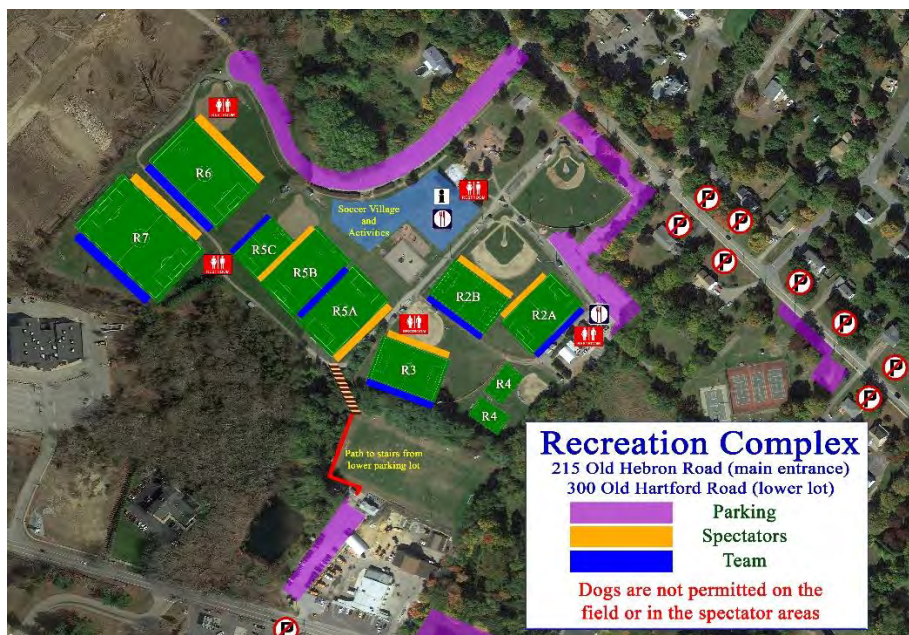 R6
R7
R5C
R5B
R5A
Soccer Village
and
Activities
i
R2B
R2A
R3
R4
R4
Path to stairs from
lower parking lot
P
P
P
P
P
P
P
P
P
P
Recreation Complex
215 Old Hebron Road (main entrance)
300 Old Hartford Road (lower lot)
Parking
Spectators
Team
Dogs are not permitted on the
field or in the spectator areas